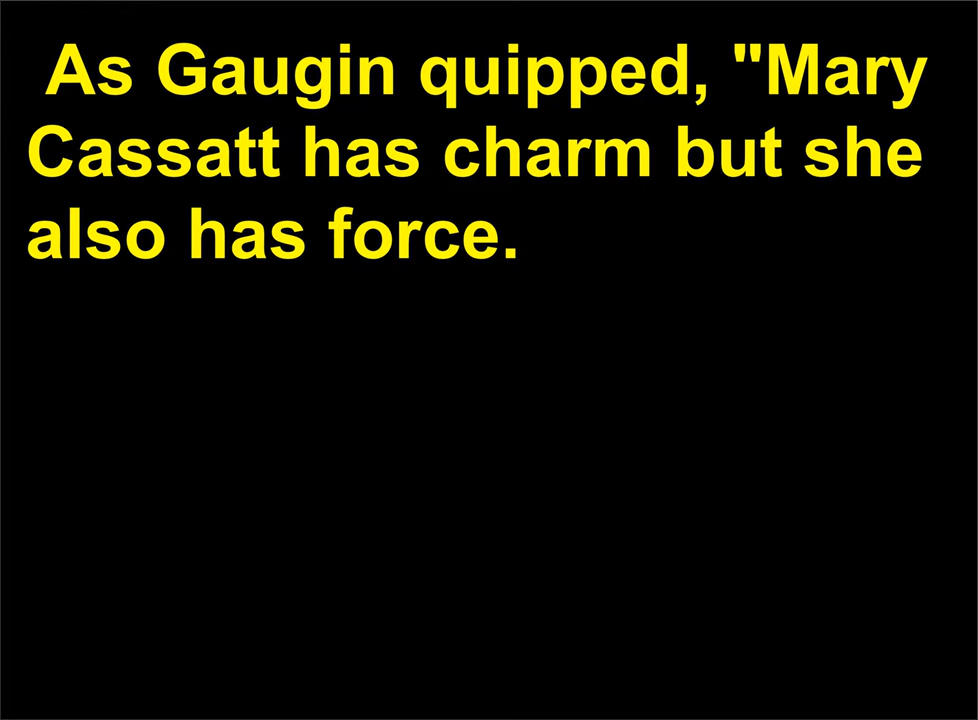 As Gaugin quipped, "Mary
Cassatt has charm but she
also has force.